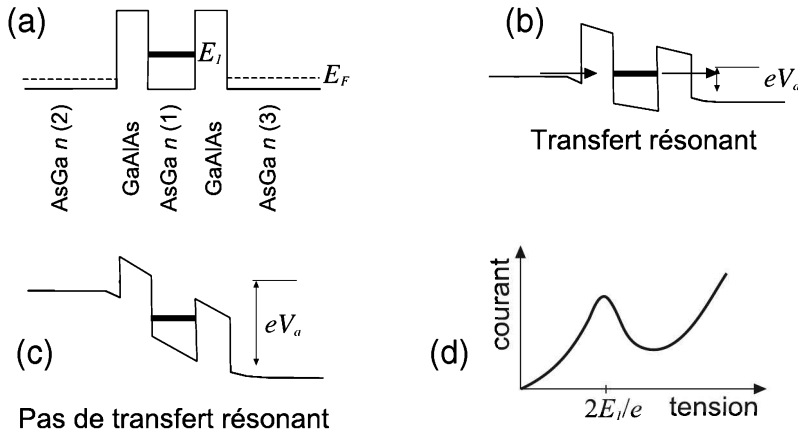 (a)
E₁
E_F
AsGa n (2)
GaAlAs
AsGa n (1)
GaAlAs
AsGa n (3)
(b)
eVₐ
Transfert résonant
(c)
eVₐ
Pas de transfert résonant
(d)
courant
2E₁/e
tension